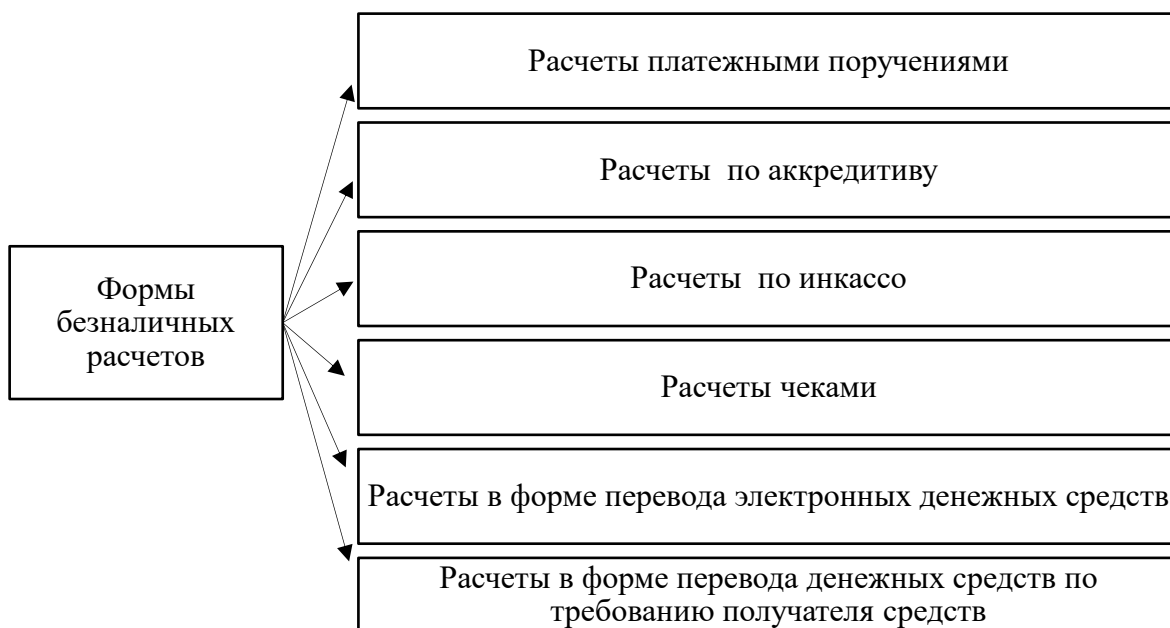 Расчеты платежными поручениями
Расчеты по аккредитиву
Расчеты по инкассо
Формы
безналичных
расчетов
Расчеты чеками
Расчеты в форме перевода электронных денежных средств
Расчеты в форме перевода денежных средств по
требованию получателя средств